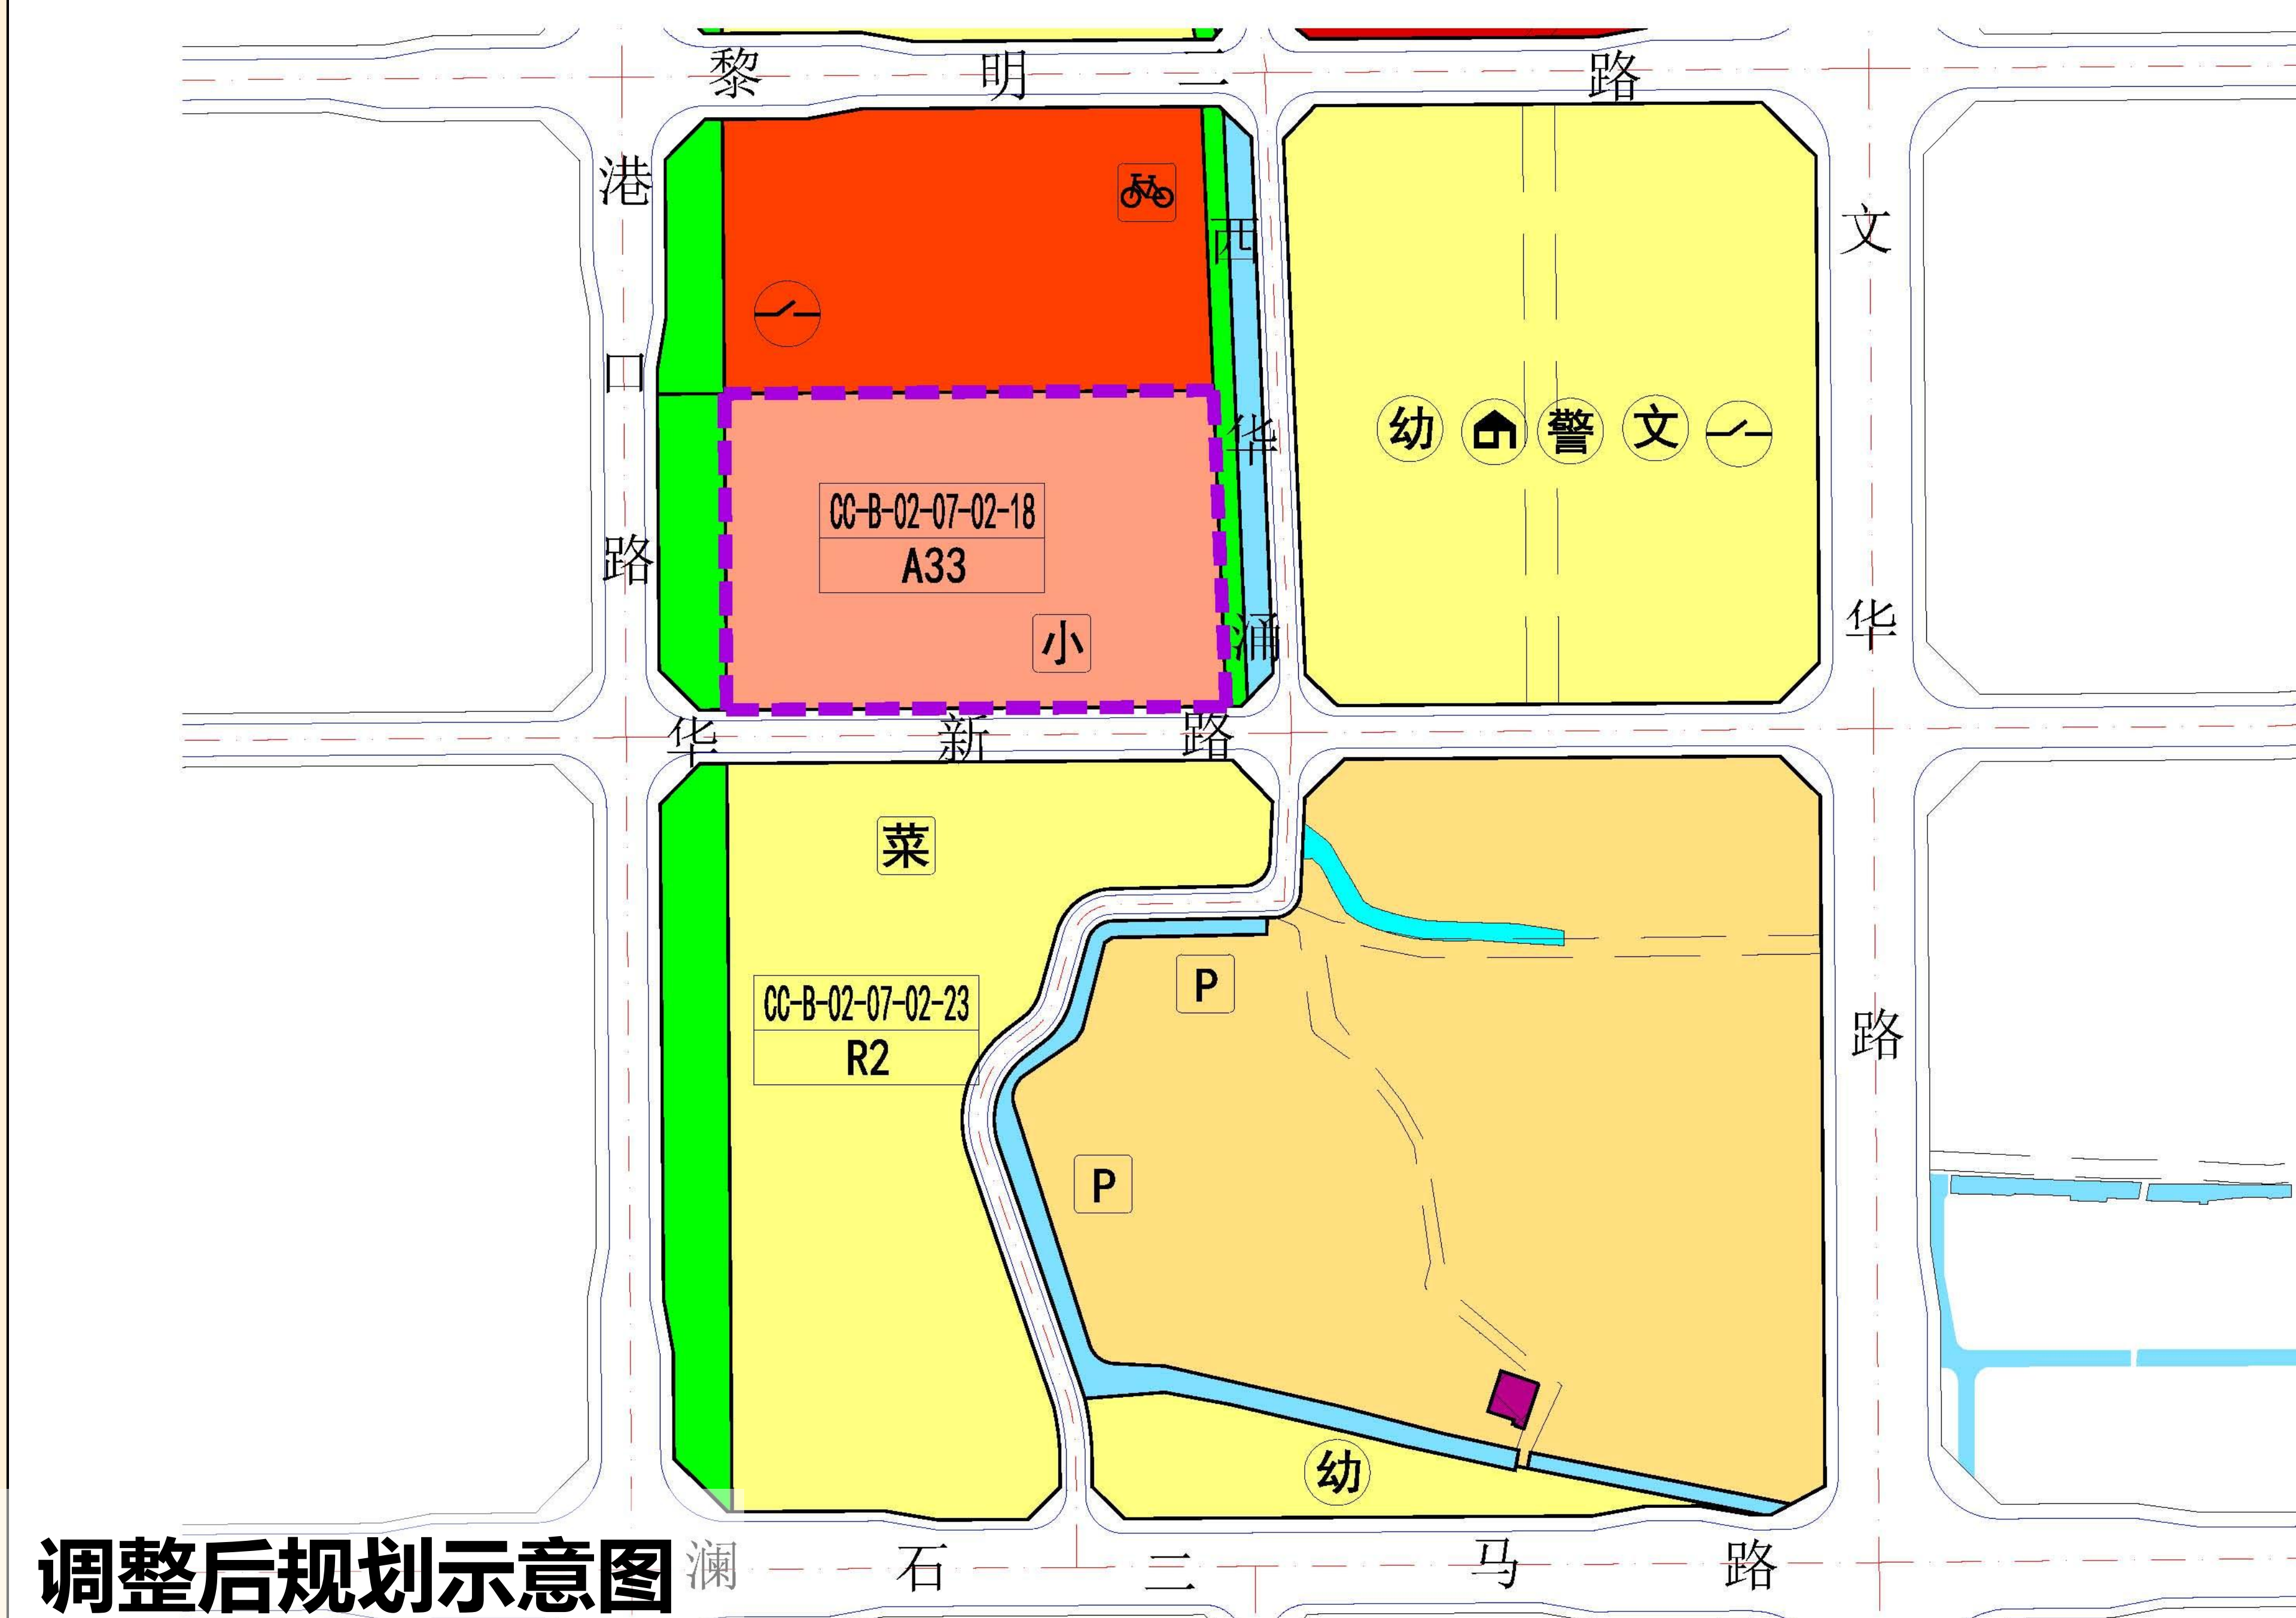 黎明二路
港口路
西华涌
文华路
幼 警 文
CC-B-02-07-02-18
A33
小
华新路
菜
P
CC-B-02-07-02-23
R2
P
幼
澜石二马路
调整后规划示意图